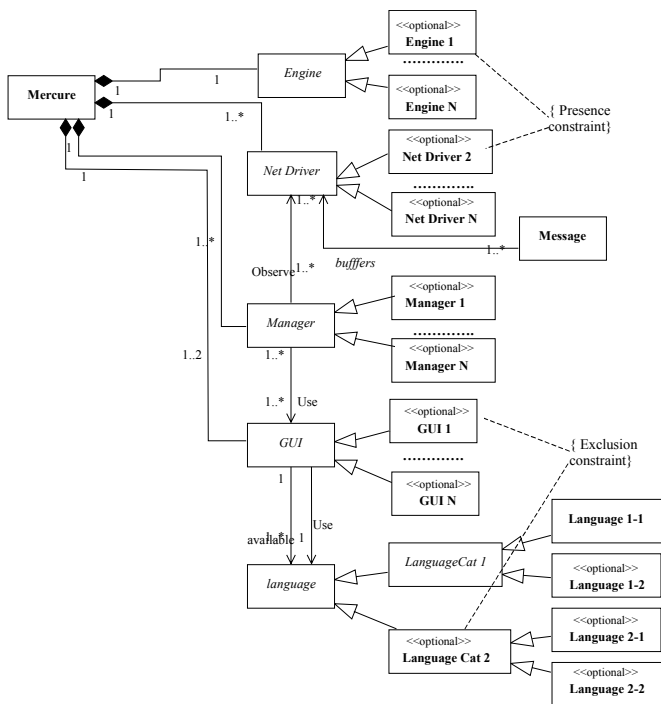 <<optional>>
Engine 1
............
<<optional>>
Engine N
Engine
1
1
Mercure
1
1..*
1
1
{ Presence
constraint}
<<optional>>
Net Driver 2
............
<<optional>>
Net Driver N
Net Driver
1..*
1..*
Message
1..*
bufffers
Observe
1..*
1..*
<<optional>>
Manager 1
............
<<optional>>
Manager N
Manager
1..*
1..2
1..*
Use
<<optional>>
GUI 1
............
<<optional>>
GUI N
GUI
{ Exclusion
constraint}
1
Use
1..*
1
available
language
LanguageCat 1
Language 1-1
<<optional>>
Language 1-2
<<optional>>
Language Cat 2
<<optional>>
Language 2-1
<<optional>>
Language 2-2